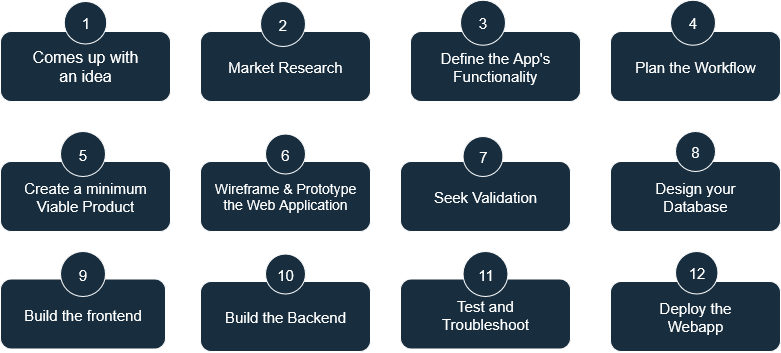 1
Comes up with
an idea
2
Market Research
3
Define the App's
Functionality
4
Plan the Workflow
5
Create a minimum
Viable Product
6
Wireframe & Prototype
the Web Application
7
Seek Validation
8
Design your
Database
9
Build the frontend
10
Build the Backend
11
Test and
Troubleshoot
12
Deploy the
Webapp